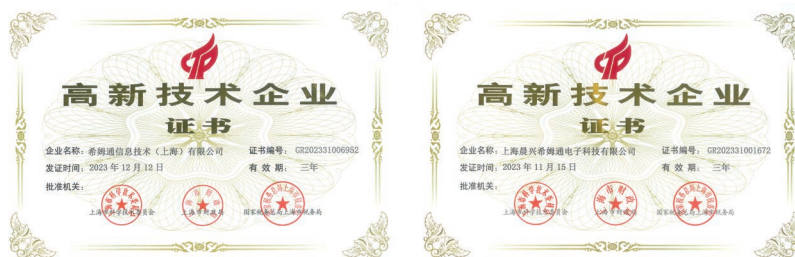 高新技术企业
证书
企业名称：希姆通信息技术（上海）有限公司
证书编号：GR202331006952
发证时间：2023 年 12 月 12 日
有 效 期：三年
批准机关：
上海市科学技术委员会
上海市财政局
国家税务总局上海市税务局
高新技术企业
证书
企业名称：上海晨兴希姆通电子科技有限公司
证书编号：GR202331001672
发证时间：2023 年 11 月 15 日
有 效 期：三年
批准机关：
上海市科学技术委员会
上海市财政局
国家税务总局上海市税务局